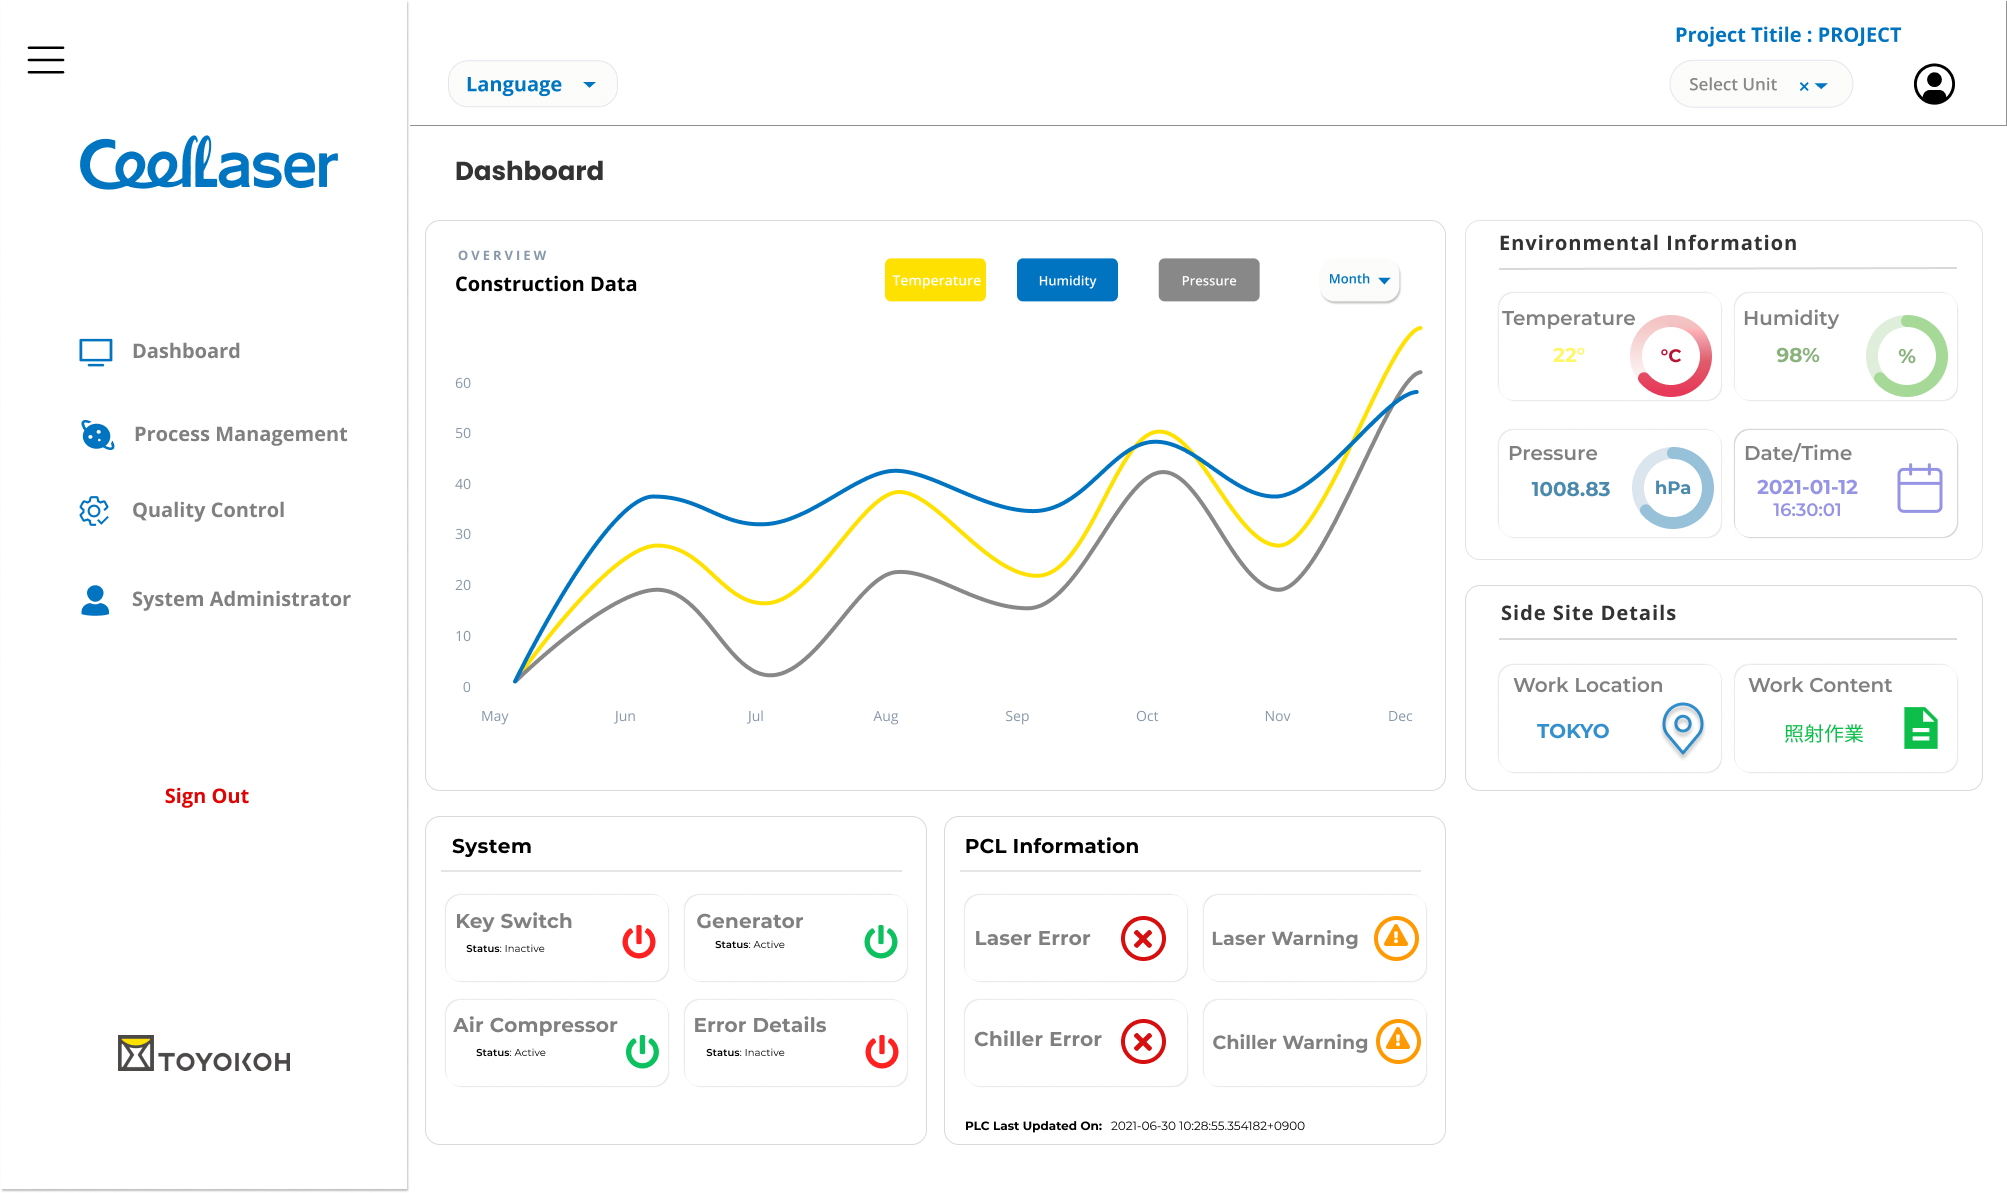 Project Titile : PROJECT
Language
Select Unit
CoolLaser
Dashboard
Process Management
Quality Control
System Administrator
Sign Out
TOYOKOH
Dashboard
OVERVIEW
Construction Data
Temperature
Humidity
Pressure
Month
60
50
40
30
20
10
0
May
Jun
Jul
Aug
Sep
Oct
Nov
Dec
Environmental Information
Temperature
22°
°C
Humidity
98%
%
Pressure
1008.83
hPa
Date/Time
2021-01-12
16:30:01
Side Site Details
Work Location
TOKYO
Work Content
照射作業
System
Key Switch
Status: Inactive
Generator
Status: Active
Air Compressor
Status: Active
Error Details
Status: Inactive
PCL Information
Laser Error
Laser Warning
Chiller Error
Chiller Warning
PLC Last Updated On: 2021-06-30 10:28:55.354182+0900